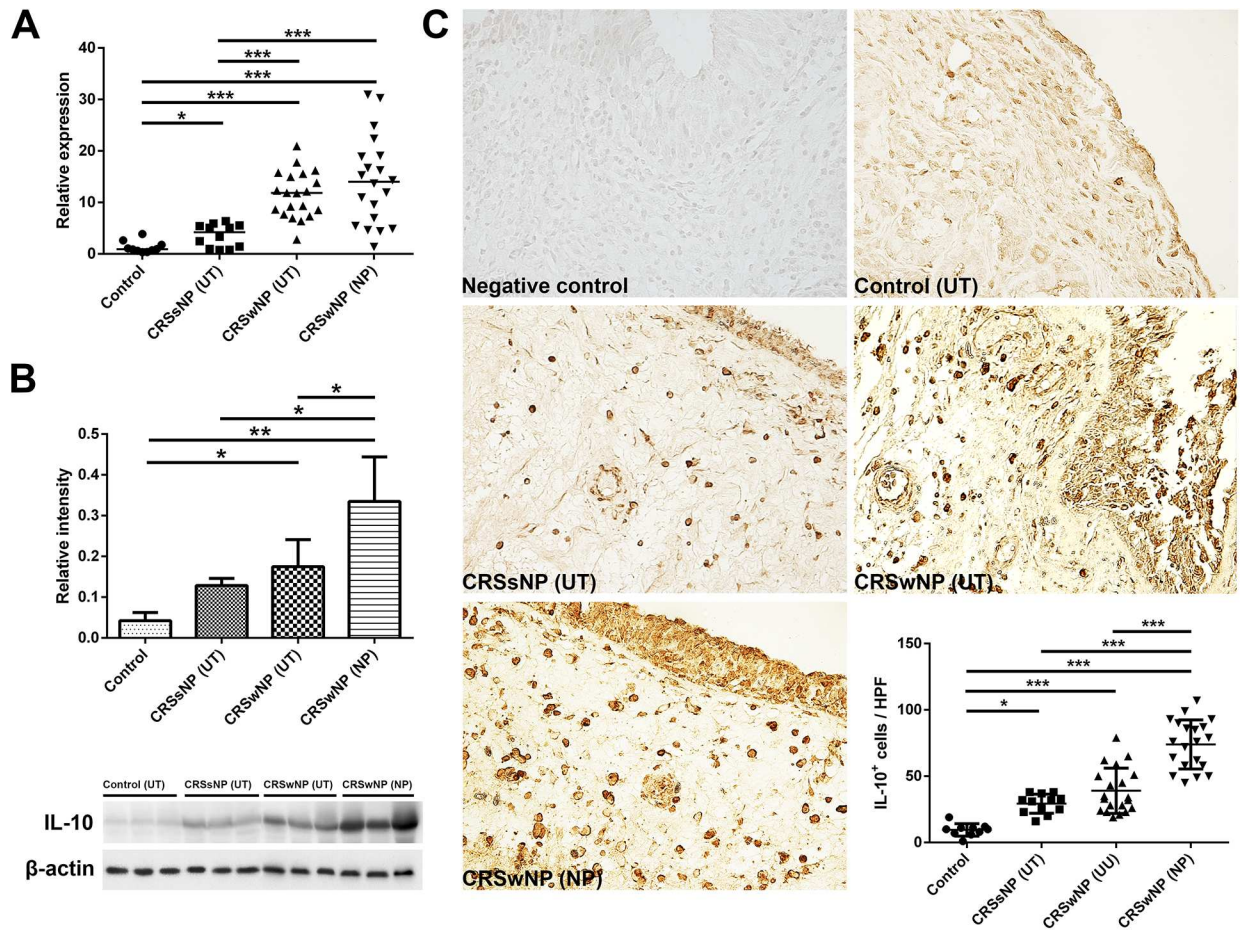 A
***
***
***
***
*
Relative expression
40
30
20
10
0
Control
CRSsNP (UT)
CRSwNP (UT)
CRSwNP (NP)
B
*
*
**
*
Relative intensity
0.5
0.4
0.3
0.2
0.1
0.0
Control
CRSsNP (UT)
CRSwNP (UT)
CRSwNP (NP)
Control (UT) CRSsNP (UT) CRSwNP (UT) CRSwNP (NP)
IL-10
β-actin
C
Negative control
Control (UT)
CRSsNP (UT)
CRSwNP (UT)
CRSwNP (NP)
***
***
***
***
*
IL-10⁺ cells / HPF
150
100
50
0
Control
CRSsNP (UT)
CRSwNP (UU)
CRSwNP (NP)